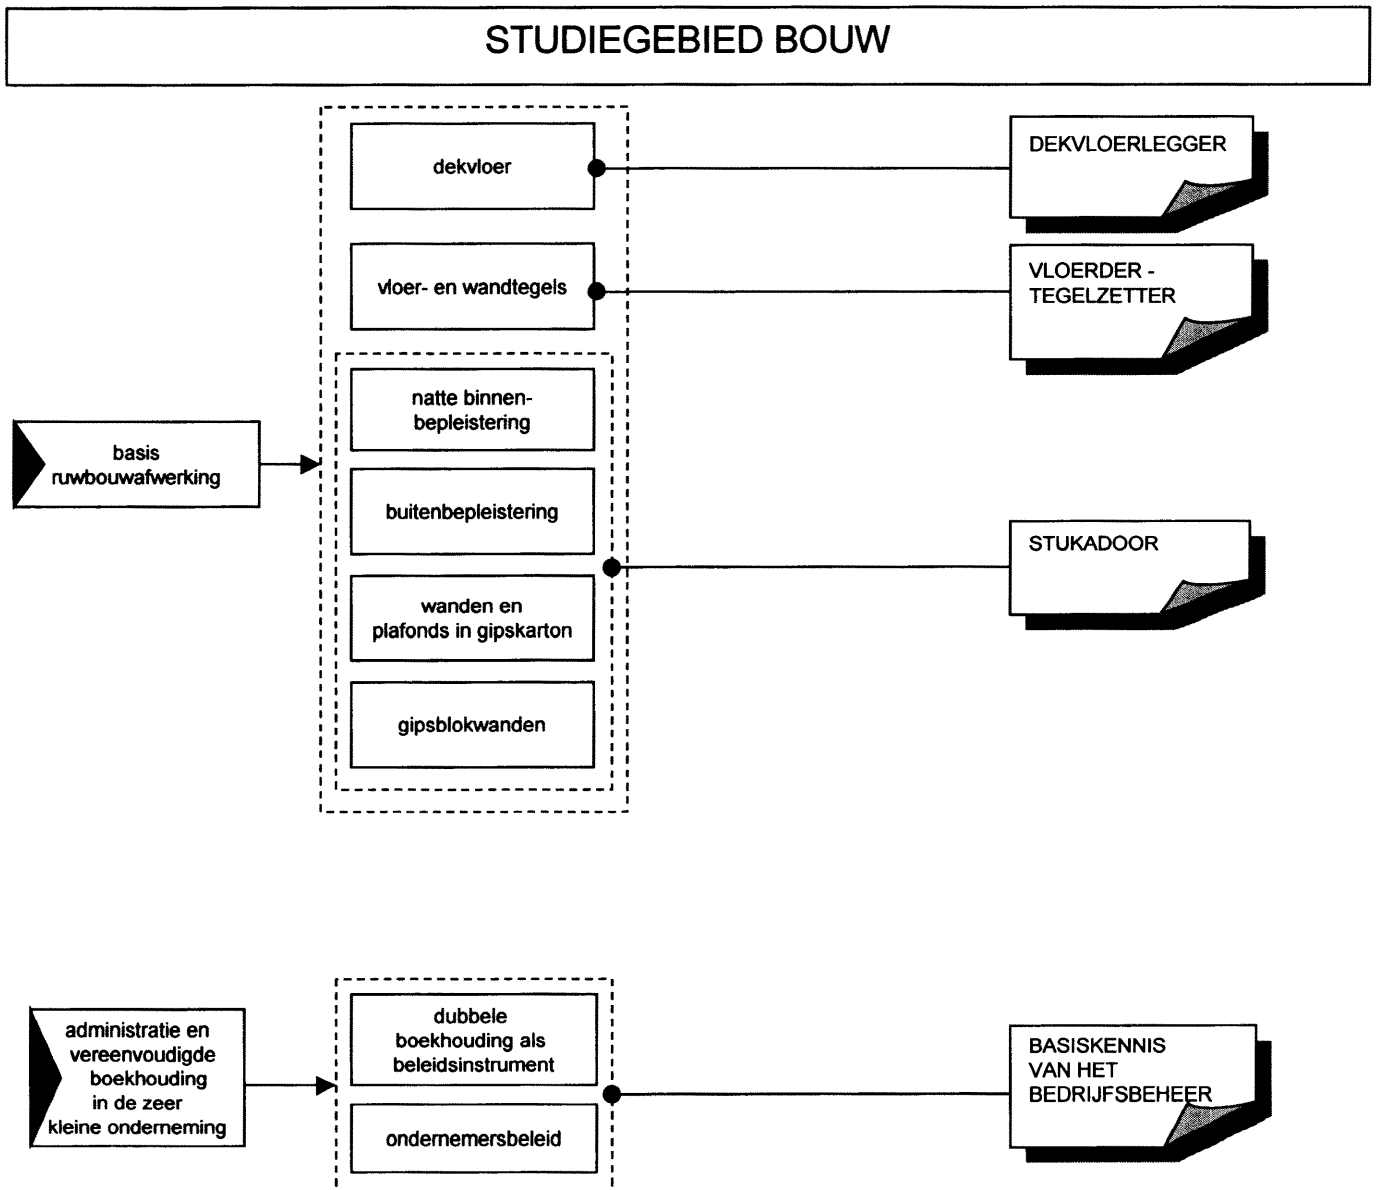 STUDIEGEBIED BOUW
dekvloer
DEKVLOERLEGGER
vloer- en wandtegels
VLOERDER -
TEGELZETTER
natte binnen-
bepleistering
basis
ruwbouwafwerking
buitenbepleistering
STUKADOOR
wanden en
plafonds in gipskarton
gipsblokwanden
administratie en
vereenvoudigde
boekhouding
in de zeer
kleine onderneming
dubbele
boekhouding als
beleidsinstrument
ondernemersbeleid
BASISKENNIS
VAN HET
BEDRIJFSBEHEER